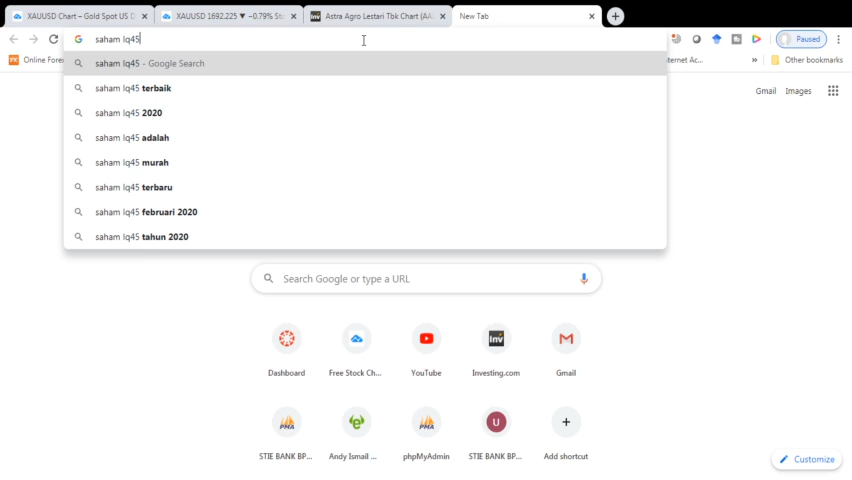 XAUUSD Chart – Gold Spot US D
XAUUSD 1692.225 ▼ −0.79% Sto
Astra Agro Lestari Tbk Chart (AAL
New Tab
saham lq45
Paused
Online Fore
ternet Ac...
Other bookmarks
saham lq45 - Google Search
saham lq45 terbaik
saham lq45 2020
saham lq45 adalah
saham lq45 murah
saham lq45 terbaru
saham lq45 februari 2020
saham lq45 tahun 2020
Gmail Images
Search Google or type a URL
Dashboard
Free Stock Ch...
YouTube
Investing.com
Gmail
STIE BANK BP...
Andy Ismail ...
phpMyAdmin
STIE BANK BP...
Add shortcut
Customize